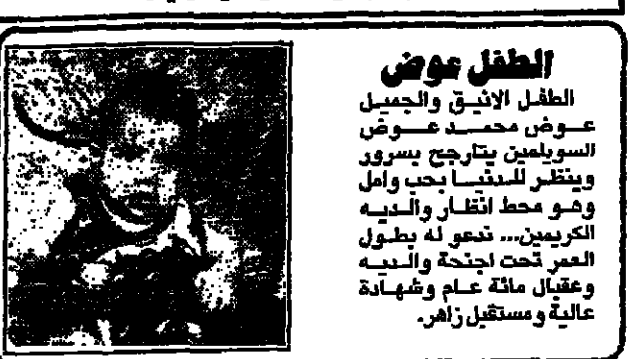 الطفل عوض
الطفل الانيق والجميل
عوض محمد عوض
السويلمين يتارجح بسرور
وينظر للدنيا بحب وامل
وهو محط انظار والديه
الكريمين... ندعو له بطول
العمر تحت اجنحة والديه
وعقبال مائة عام وشهادة
عالية ومستقبل زاهر.